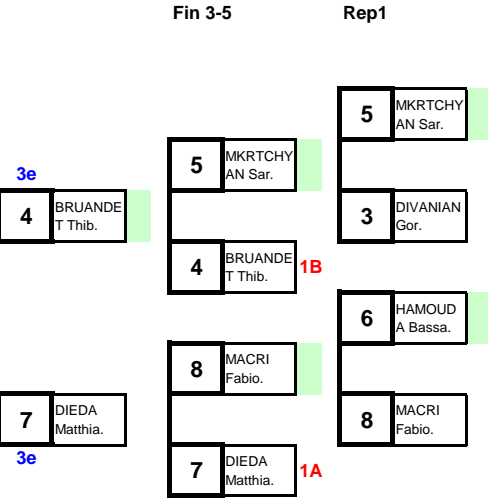 Fin 3-5 Rep1
5 MKRTCHY
AN Sar.
5 MKRTCHY
AN Sar.
3e
4 BRUANDE
T Thib.
3 DIVANIAN
Gor.
4 BRUANDE
T Thib. 1B
6 HAMOUD
A Bassa.
8 MACRI
Fabio.
7 DIEDA
Matthia.
8 MACRI
Fabio.
3e
7 DIEDA
Matthia. 1A